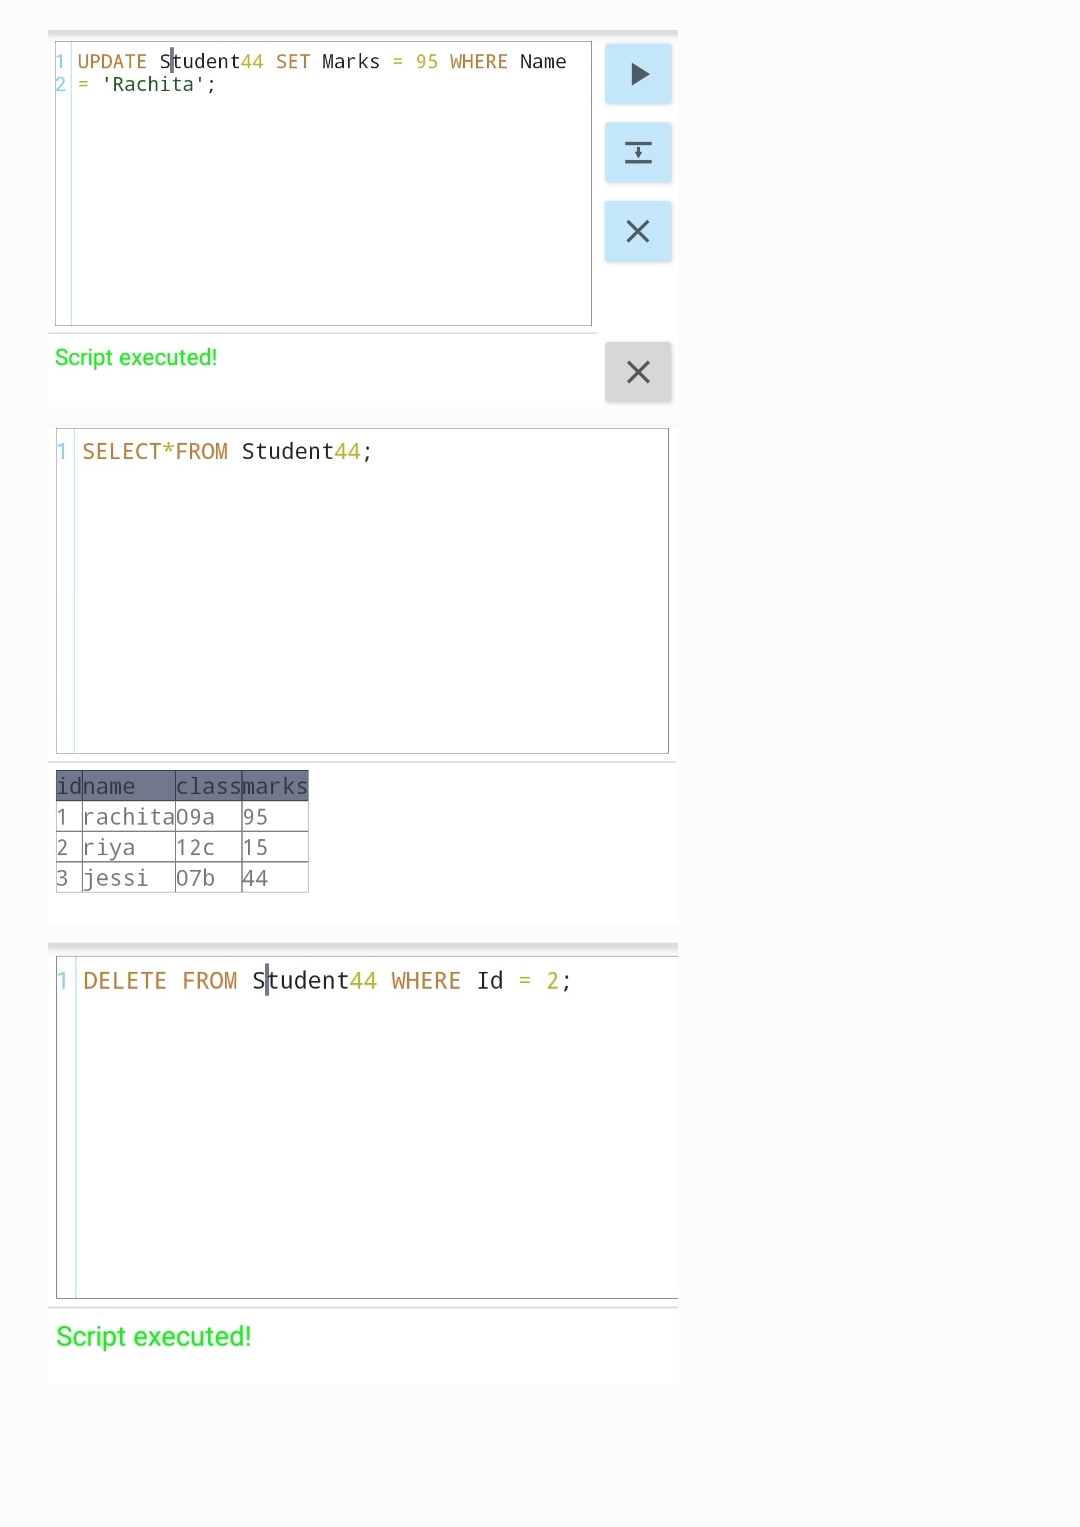 1 UPDATE Student44 SET Marks = 95 WHERE Name
2 = 'Rachita';
Script executed!
1 SELECT*FROM Student44;
id name class marks
1 rachita 09a 95
2 riya 12c 15
3 jessi 07b 44
1 DELETE FROM Student44 WHERE Id = 2;
Script executed!